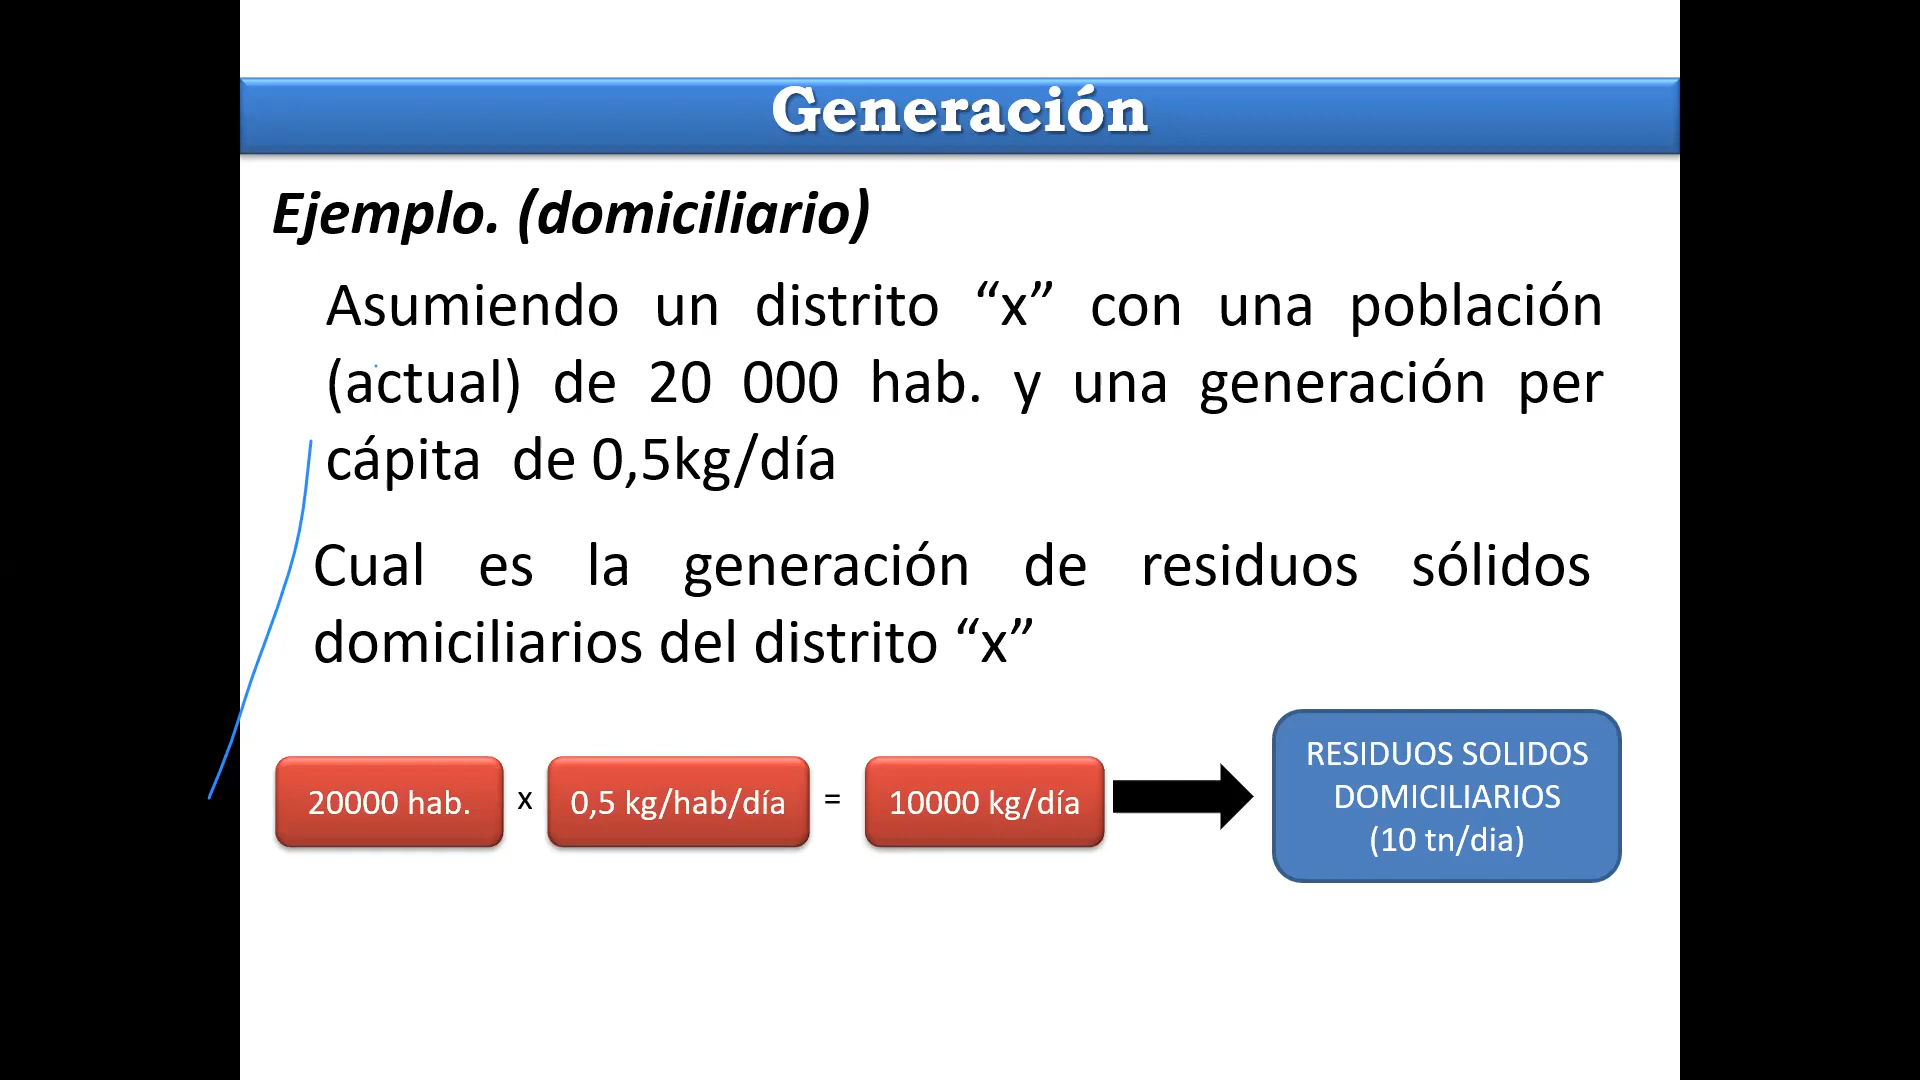 Generación
Ejemplo. (domiciliario)
Asumiendo un distrito “x” con una población
(actual) de 20 000 hab. y una generación per
cápita de 0,5kg/día
Cual es la generación de residuos sólidos
domiciliarios del distrito “x”
20000 hab. x 0,5 kg/hab/día = 10000 kg/día
RESIDUOS SOLIDOS
DOMICILIARIOS
(10 tn/dia)